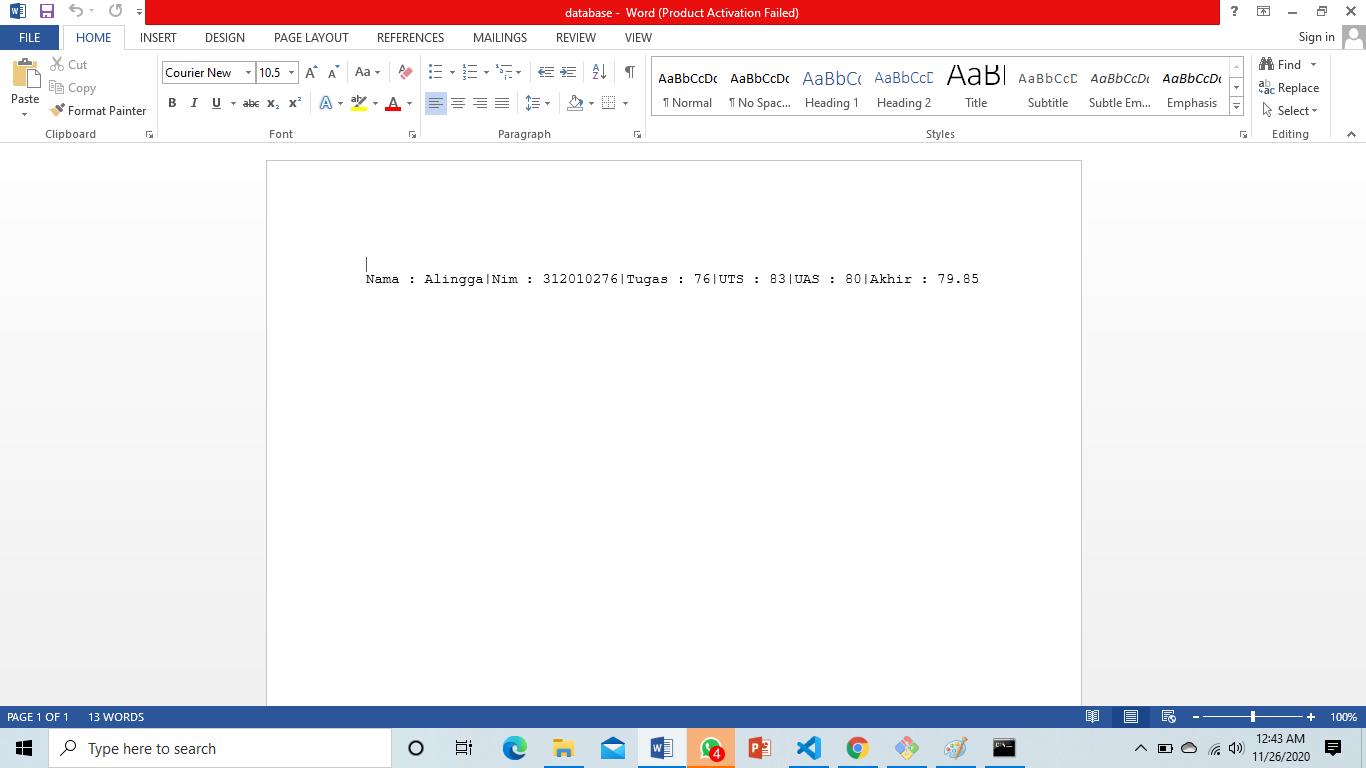 database - Word (Product Activation Failed)
FILE HOME INSERT DESIGN PAGE LAYOUT REFERENCES MAILINGS REVIEW VIEW Sign in
Paste
Cut
Copy
Format Painter
Clipboard
Courier New 10.5
Font
Paragraph
AaBbCcDc AaBbCcDc AaBbCc AaBbCcD AaBl AaBbCcD AaBbCcDc AaBbCcDc
¶ Normal ¶ No Spac... Heading 1 Heading 2 Title Subtitle Subtle Em... Emphasis
Styles
Find
Replace
Select
Editing
Nama : Alingga|Nim : 312010276|Tugas : 76|UTS : 83|UAS : 80|Akhir : 79.85
PAGE 1 OF 1 13 WORDS 100%
Type here to search
4
12:43 AM
11/26/2020